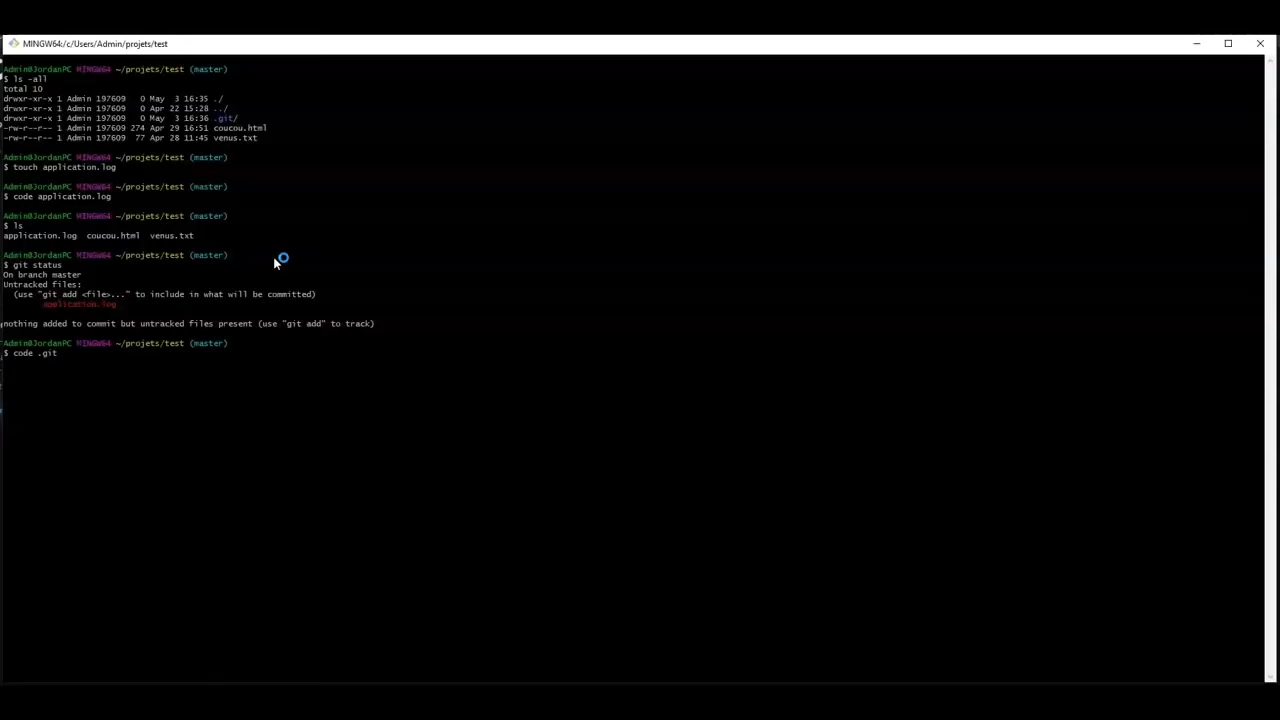 MINGW64:/c/Users/Admin/projets/test
Admin@JordanPC MINGW64 ~/projets/test (master)
$ ls -all
total 10
drwxr-xr-x 1 Admin 197609   0 May  3 16:35 ./
drwxr-xr-x 1 Admin 197609   0 Apr 22 15:28 ../
drwxr-xr-x 1 Admin 197609   0 May  3 16:36 .git/
-rw-r--r-- 1 Admin 197609 274 Apr 29 16:51 coucou.html
-rw-r--r-- 1 Admin 197609  77 Apr 28 11:45 venus.txt
Admin@JordanPC MINGW64 ~/projets/test (master)
$ touch application.log
Admin@JordanPC MINGW64 ~/projets/test (master)
$ code application.log
Admin@JordanPC MINGW64 ~/projets/test (master)
$ ls
application.log  coucou.html  venus.txt
Admin@JordanPC MINGW64 ~/projets/test (master)
$ git status
On branch master
Untracked files:
  (use "git add <file>..." to include in what will be committed)
        application.log
nothing added to commit but untracked files present (use "git add" to track)
Admin@JordanPC MINGW64 ~/projets/test (master)
$ code .git